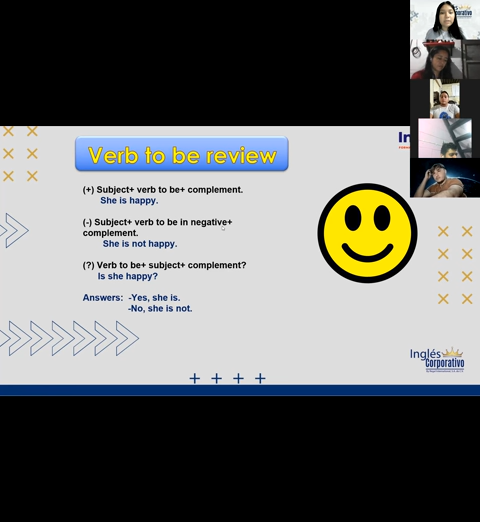 Verb to be review
(+) Subject+ verb to be+ complement.
She is happy.
(-) Subject+ verb to be in negative+
complement.
She is not happy.
(?) Verb to be+ subject+ complement?
Is she happy?
Answers: -Yes, she is.
-No, she is not.
Inglés
Corporativo